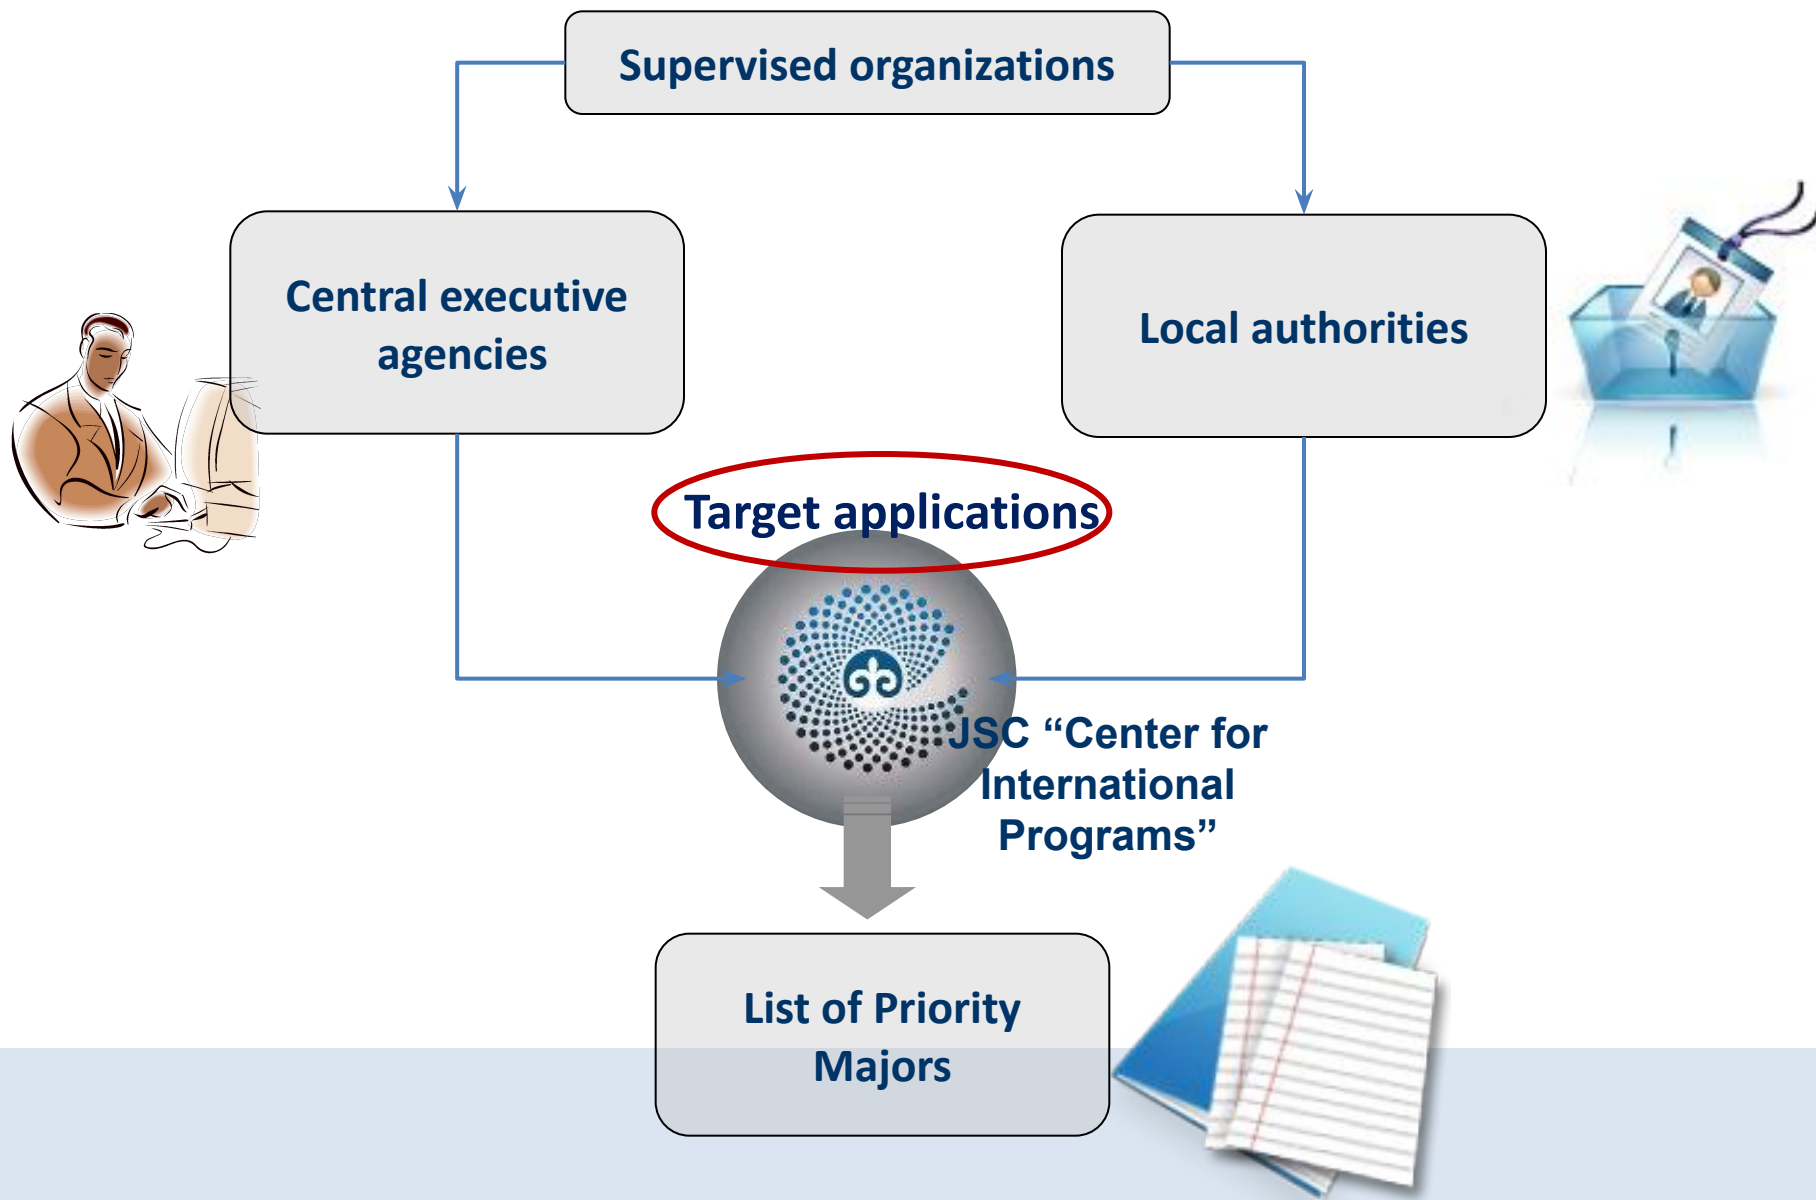 Supervised organizations
Central executive
agencies
Local authorities
Target applications
JSC “Center for
International
Programs”
List of Priority
Majors